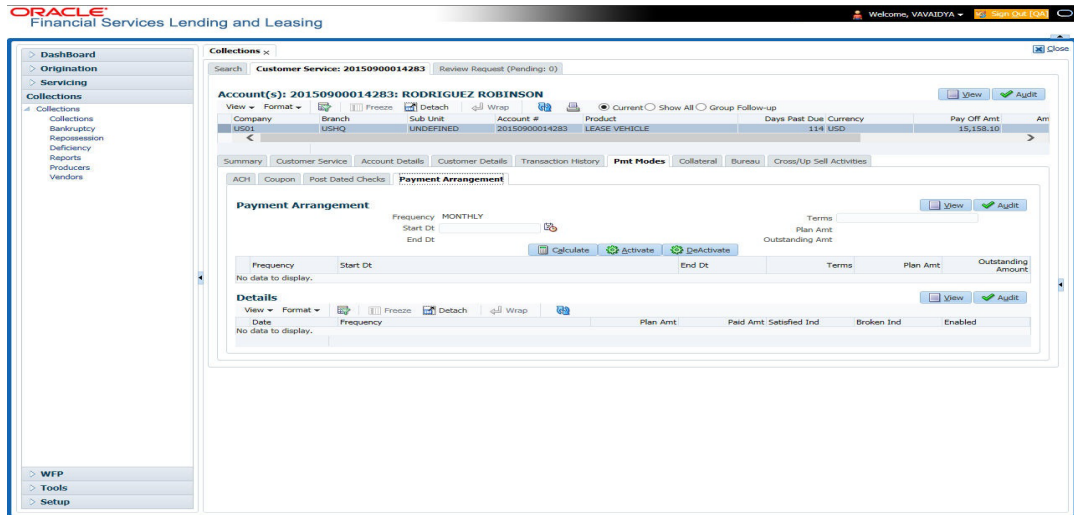 ORACLE
Financial Services Lending and Leasing
Welcome, VAVAIDYA
Sign Out [QA]
DashBoard
Origination
Servicing
Collections
Collections
Collections
Bankruptcy
Repossession
Deficiency
Reports
Producers
Vendors
WFP
Tools
Setup
Collections ×
Close
Search Customer Service: 20150900014283 Review Request (Pending: 0)
Account(s): 20150900014283: RODRIGUEZ ROBINSON
View Audit
View Format Freeze Detach Wrap Current Show All Group Follow-up
Company Branch Sub Unit Account # Product Days Past Due Currency Pay Off Amt Am
US01 USHQ UNDEFINED 20150900014283 LEASE VEHICLE 114 USD 15,158.10
Summary Customer Service Account Details Customer Details Transaction History Pmt Modes Collateral Bureau Cross/Up Sell Activities
ACH Coupon Post Dated Checks Payment Arrangement
Payment Arrangement
View Audit
Frequency MONTHLY Terms
Start Dt Plan Amt
End Dt Outstanding Amt
Calculate Activate DeActivate
Frequency Start Dt End Dt Terms Plan Amt Outstanding Amount
No data to display.
Details
View Audit
View Format Freeze Detach Wrap
Date Frequency Plan Amt Paid Amt Satisfied Ind Broken Ind Enabled
No data to display.